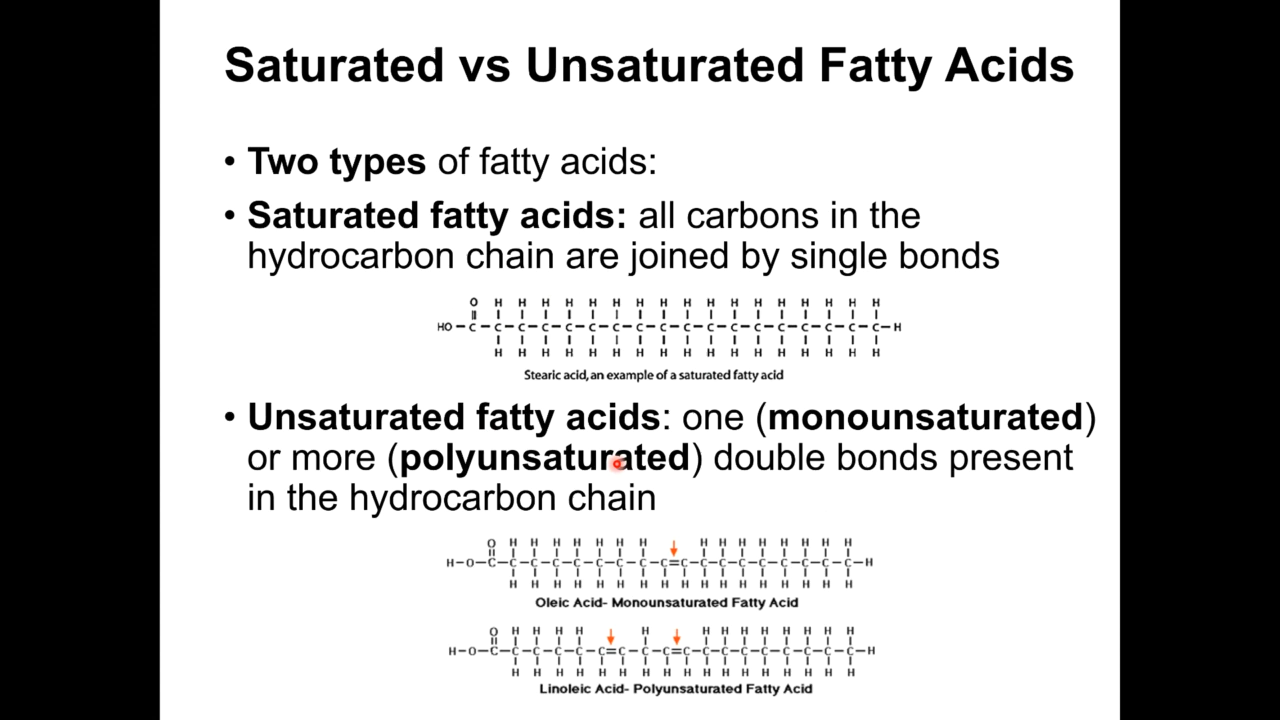 Saturated vs Unsaturated Fatty Acids
• Two types of fatty acids:
• Saturated fatty acids: all carbons in the
hydrocarbon chain are joined by single bonds
O H H H H H H H H H H H H H H H H H
HO–C–C–C–C–C–C–C–C–C–C–C–C–C–C–C–C–C–C–H
H H H H H H H H H H H H H H H H H
Stearic acid, an example of a saturated fatty acid
• Unsaturated fatty acids: one (monounsaturated)
or more (polyunsaturated) double bonds present
in the hydrocarbon chain
O H H H H H H H H H H H H H H H
H–O–C–C–C–C–C–C–C–C–C=C–C–C–C–C–C–C–C–C–H
H H H H H H H H H H H H H H H H H
Oleic Acid- Monounsaturated Fatty Acid
O H H H H H H H H H H H H H
H–O–C–C–C–C–C–C=C–C–C=C–C–C–C–C–C–C–C–C–H
H H H H H H H H H H H H H H H H H
Linoleic Acid- Polyunsaturated Fatty Acid